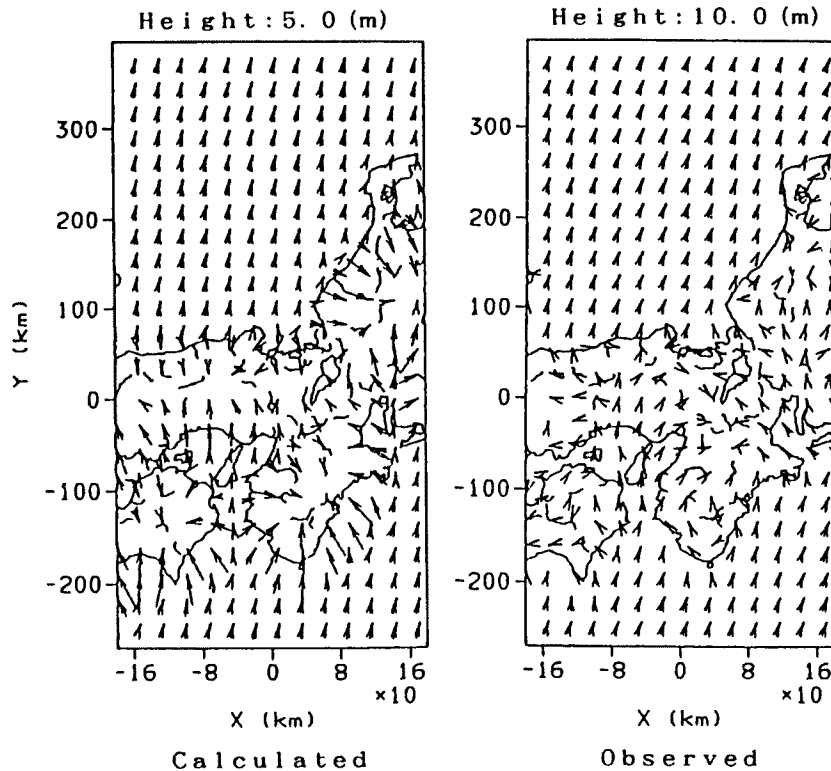 Height:5.0(m)
Height:10.0(m)
300
200
100
0
-100
-200
Y (km)
-16 -8 0 8 16
×10
X (km)
Calculated
300
200
100
0
-100
-200
-16 -8 0 8 16
×10
X (km)
Observed